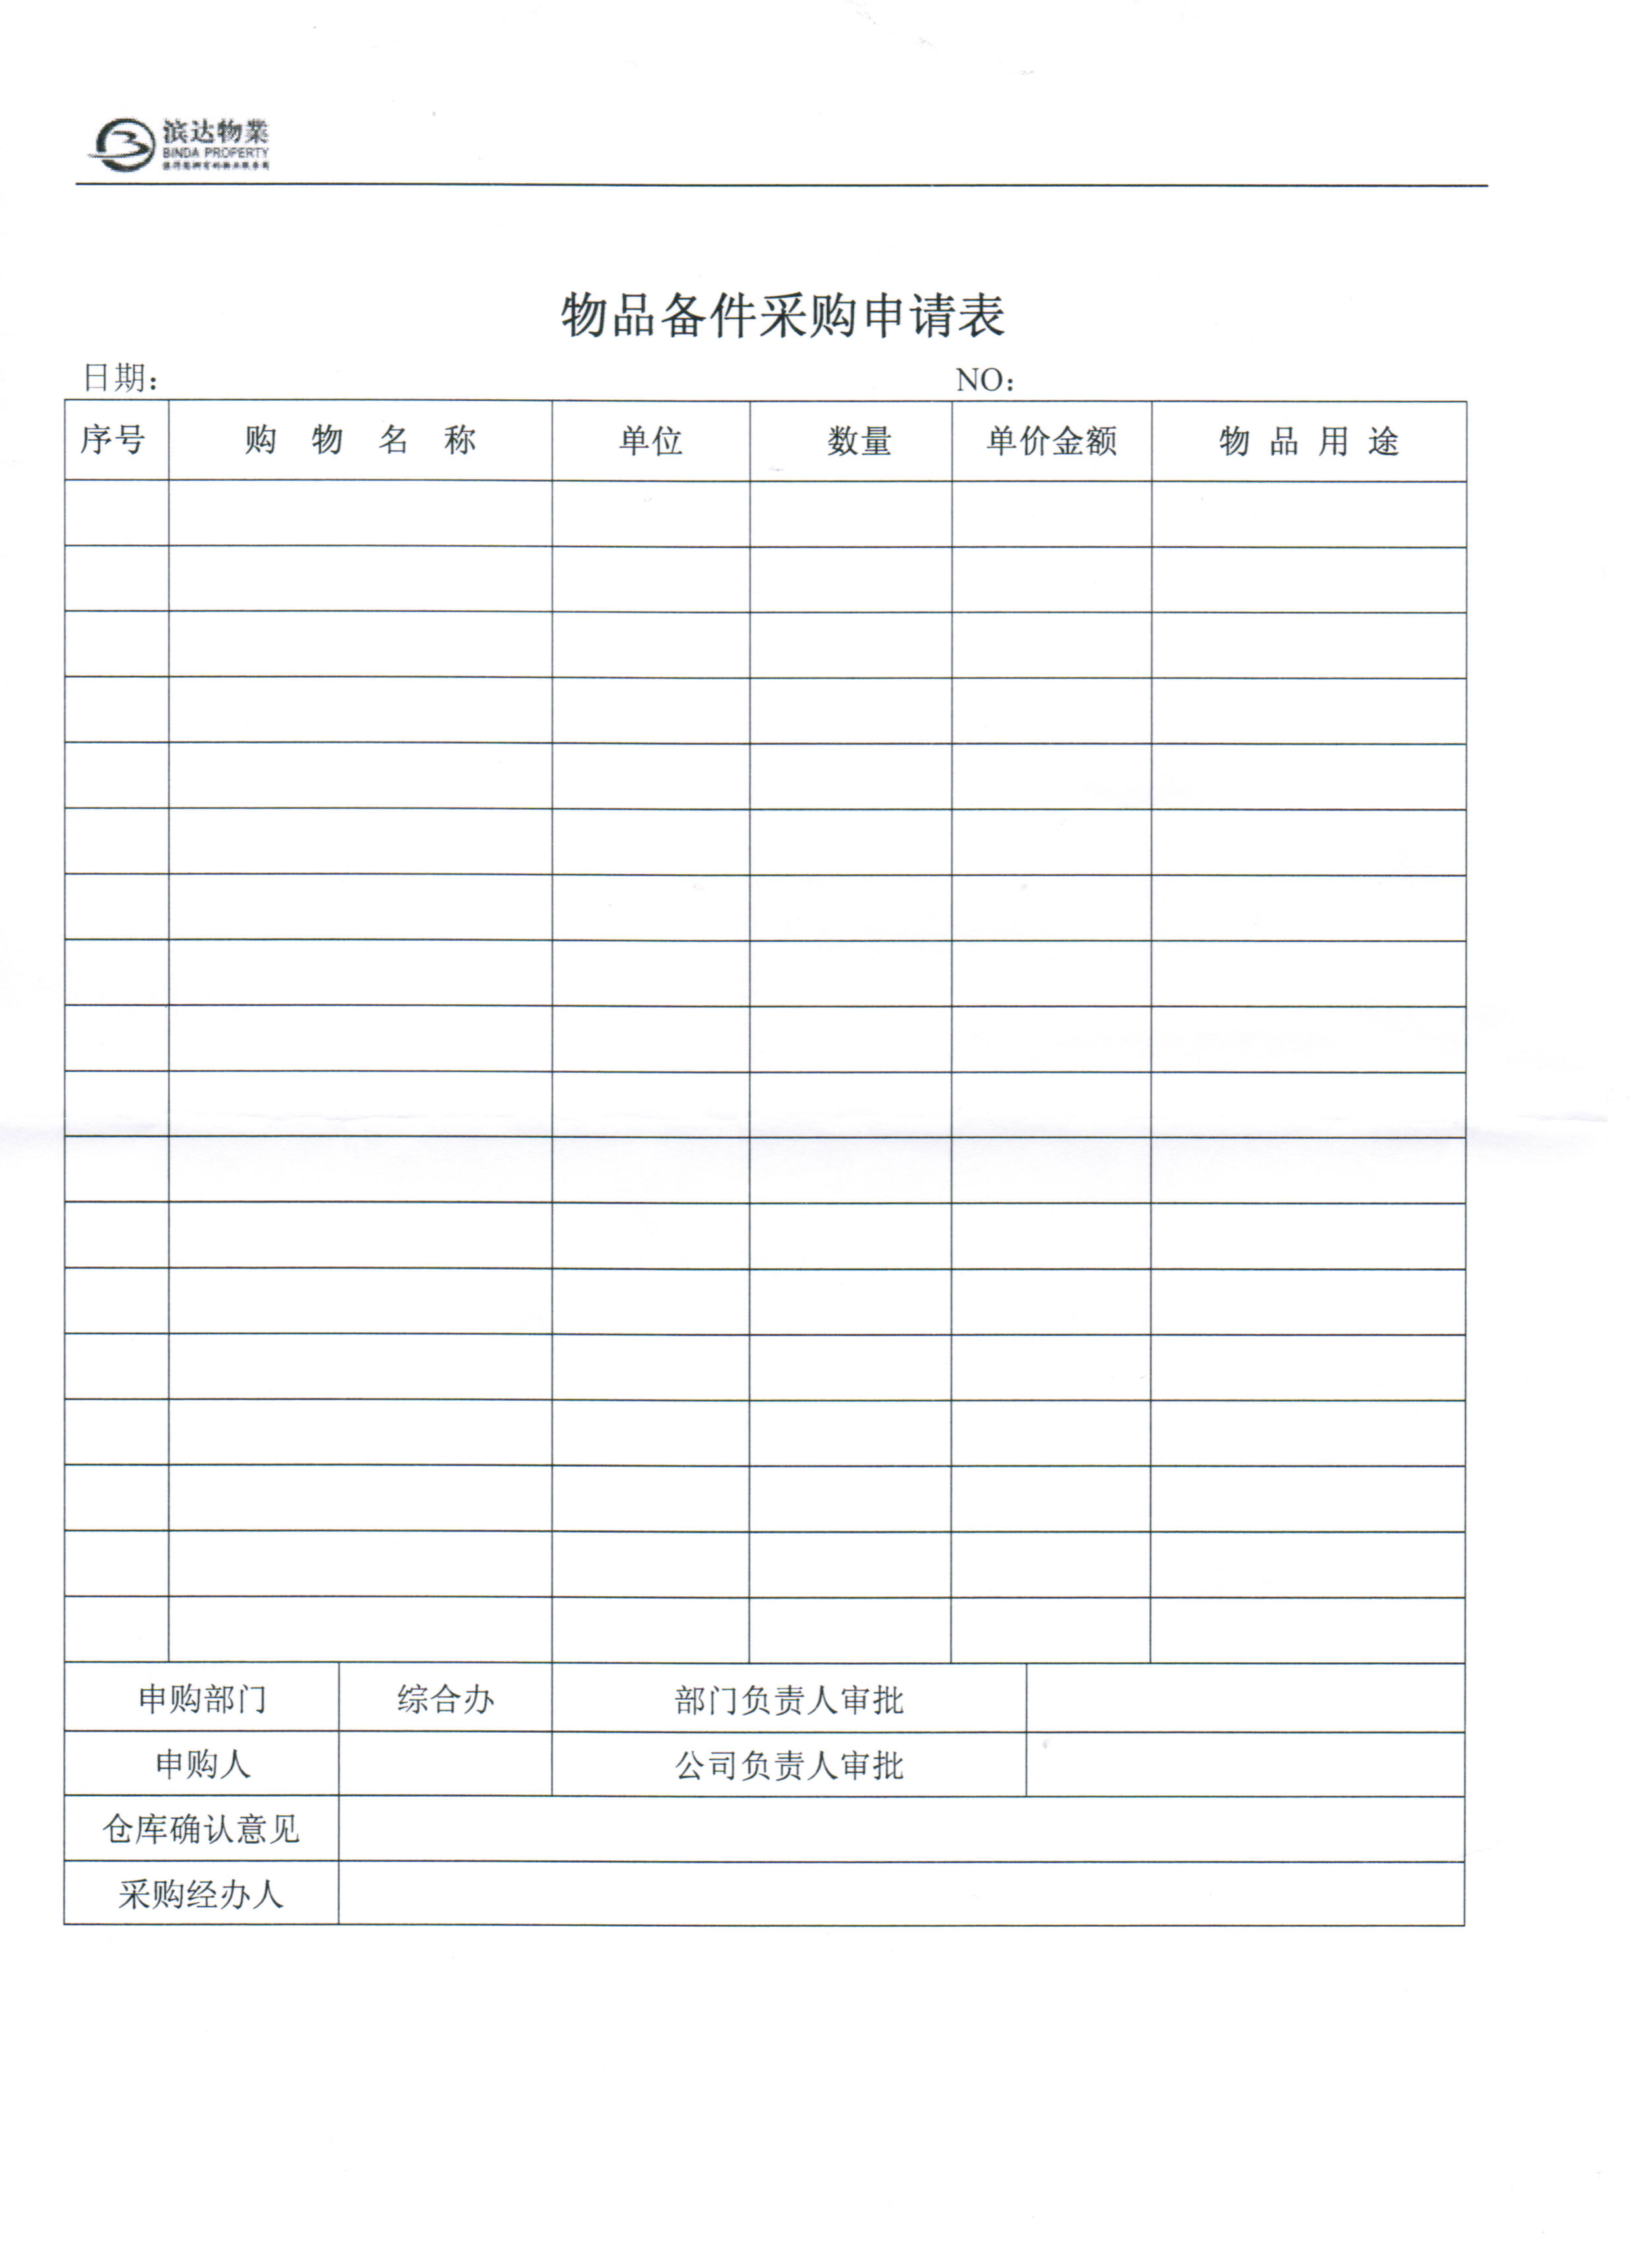 滨达物業
BINDA PROPERTY
物品备件采购申请表
日期： NO：
序号 购 物 名 称 单位 数量 单价金额 物 品 用 途
申购部门 综合办 部门负责人审批
申购人 公司负责人审批
仓库确认意见
采购经办人